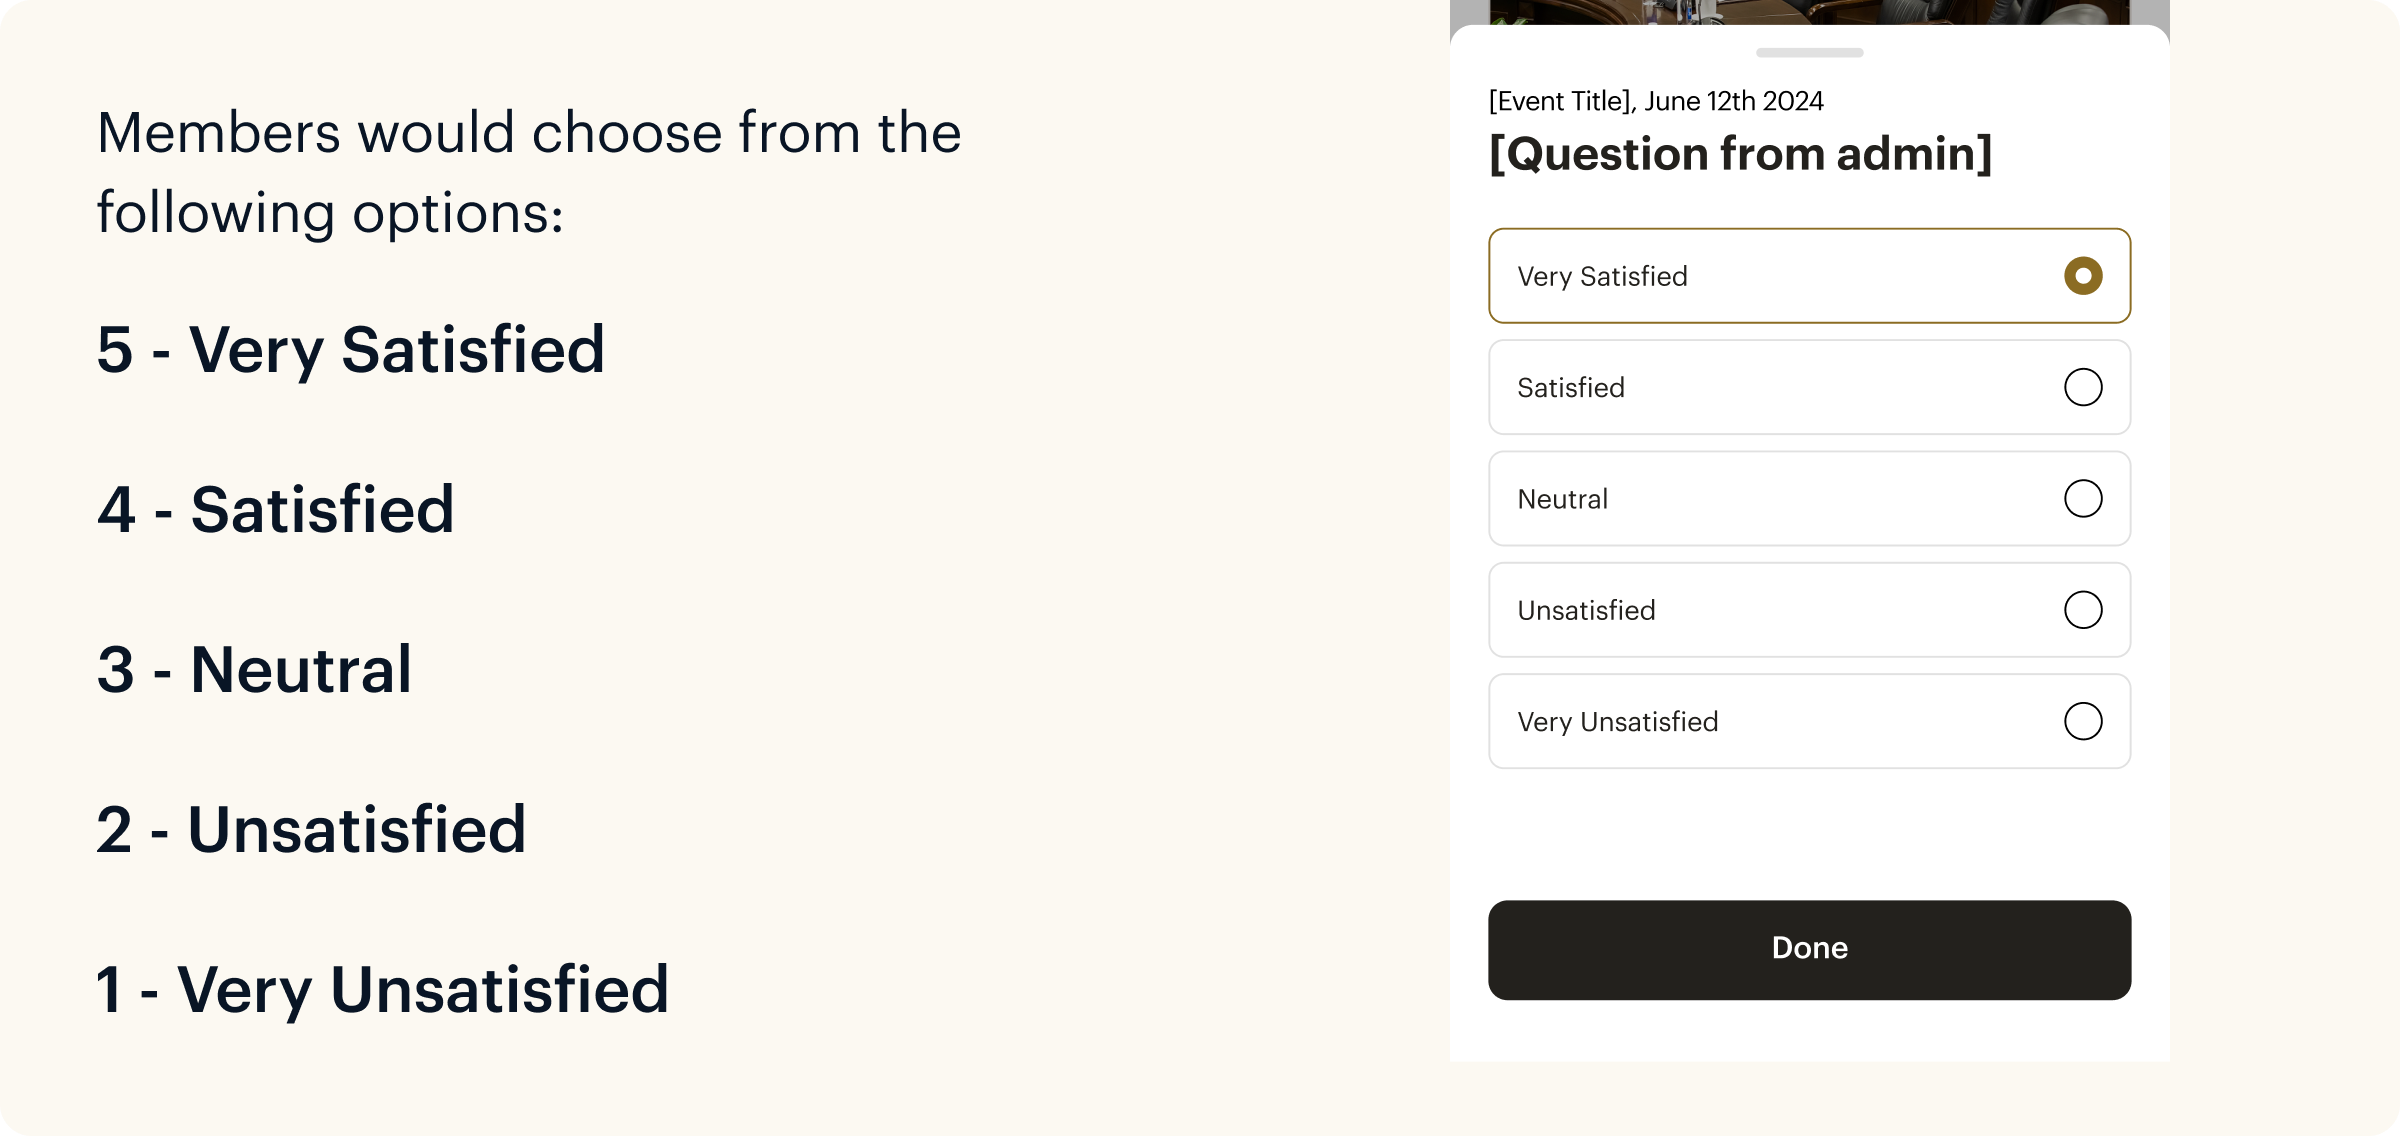 Members would choose from the
following options:
5 - Very Satisfied
4 - Satisfied
3 - Neutral
2 - Unsatisfied
1 - Very Unsatisfied
[Event Title], June 12th 2024
[Question from admin]
Very Satisfied
Satisfied
Neutral
Unsatisfied
Very Unsatisfied
Done